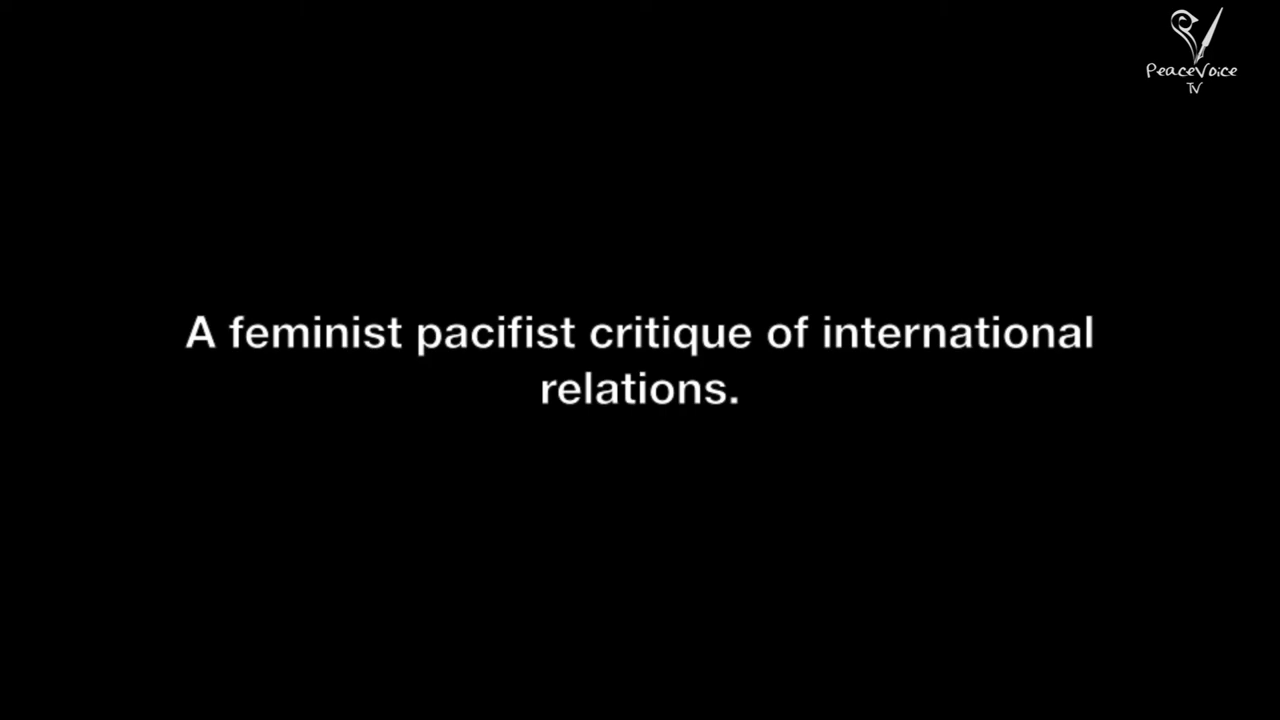 PeaceVoice
TV
A feminist pacifist critique of international
relations.